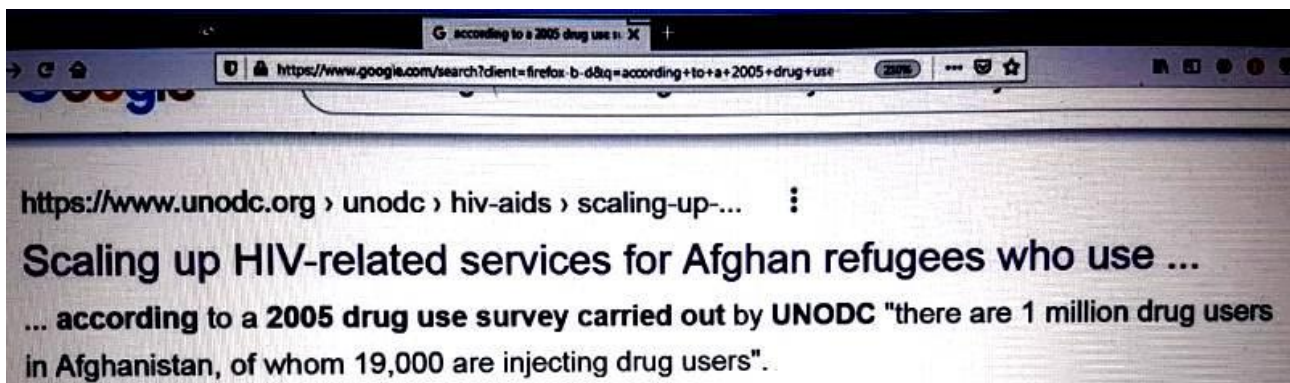 G according to a 2005 drug use s
https://www.google.com/search?client=firefox-b-d&q=according+to+a+2005+drug+use
https://www.unodc.org › unodc › hiv-aids › scaling-up-... ⋮
Scaling up HIV-related services for Afghan refugees who use ...
... according to a 2005 drug use survey carried out by UNODC "there are 1 million drug users
in Afghanistan, of whom 19,000 are injecting drug users".